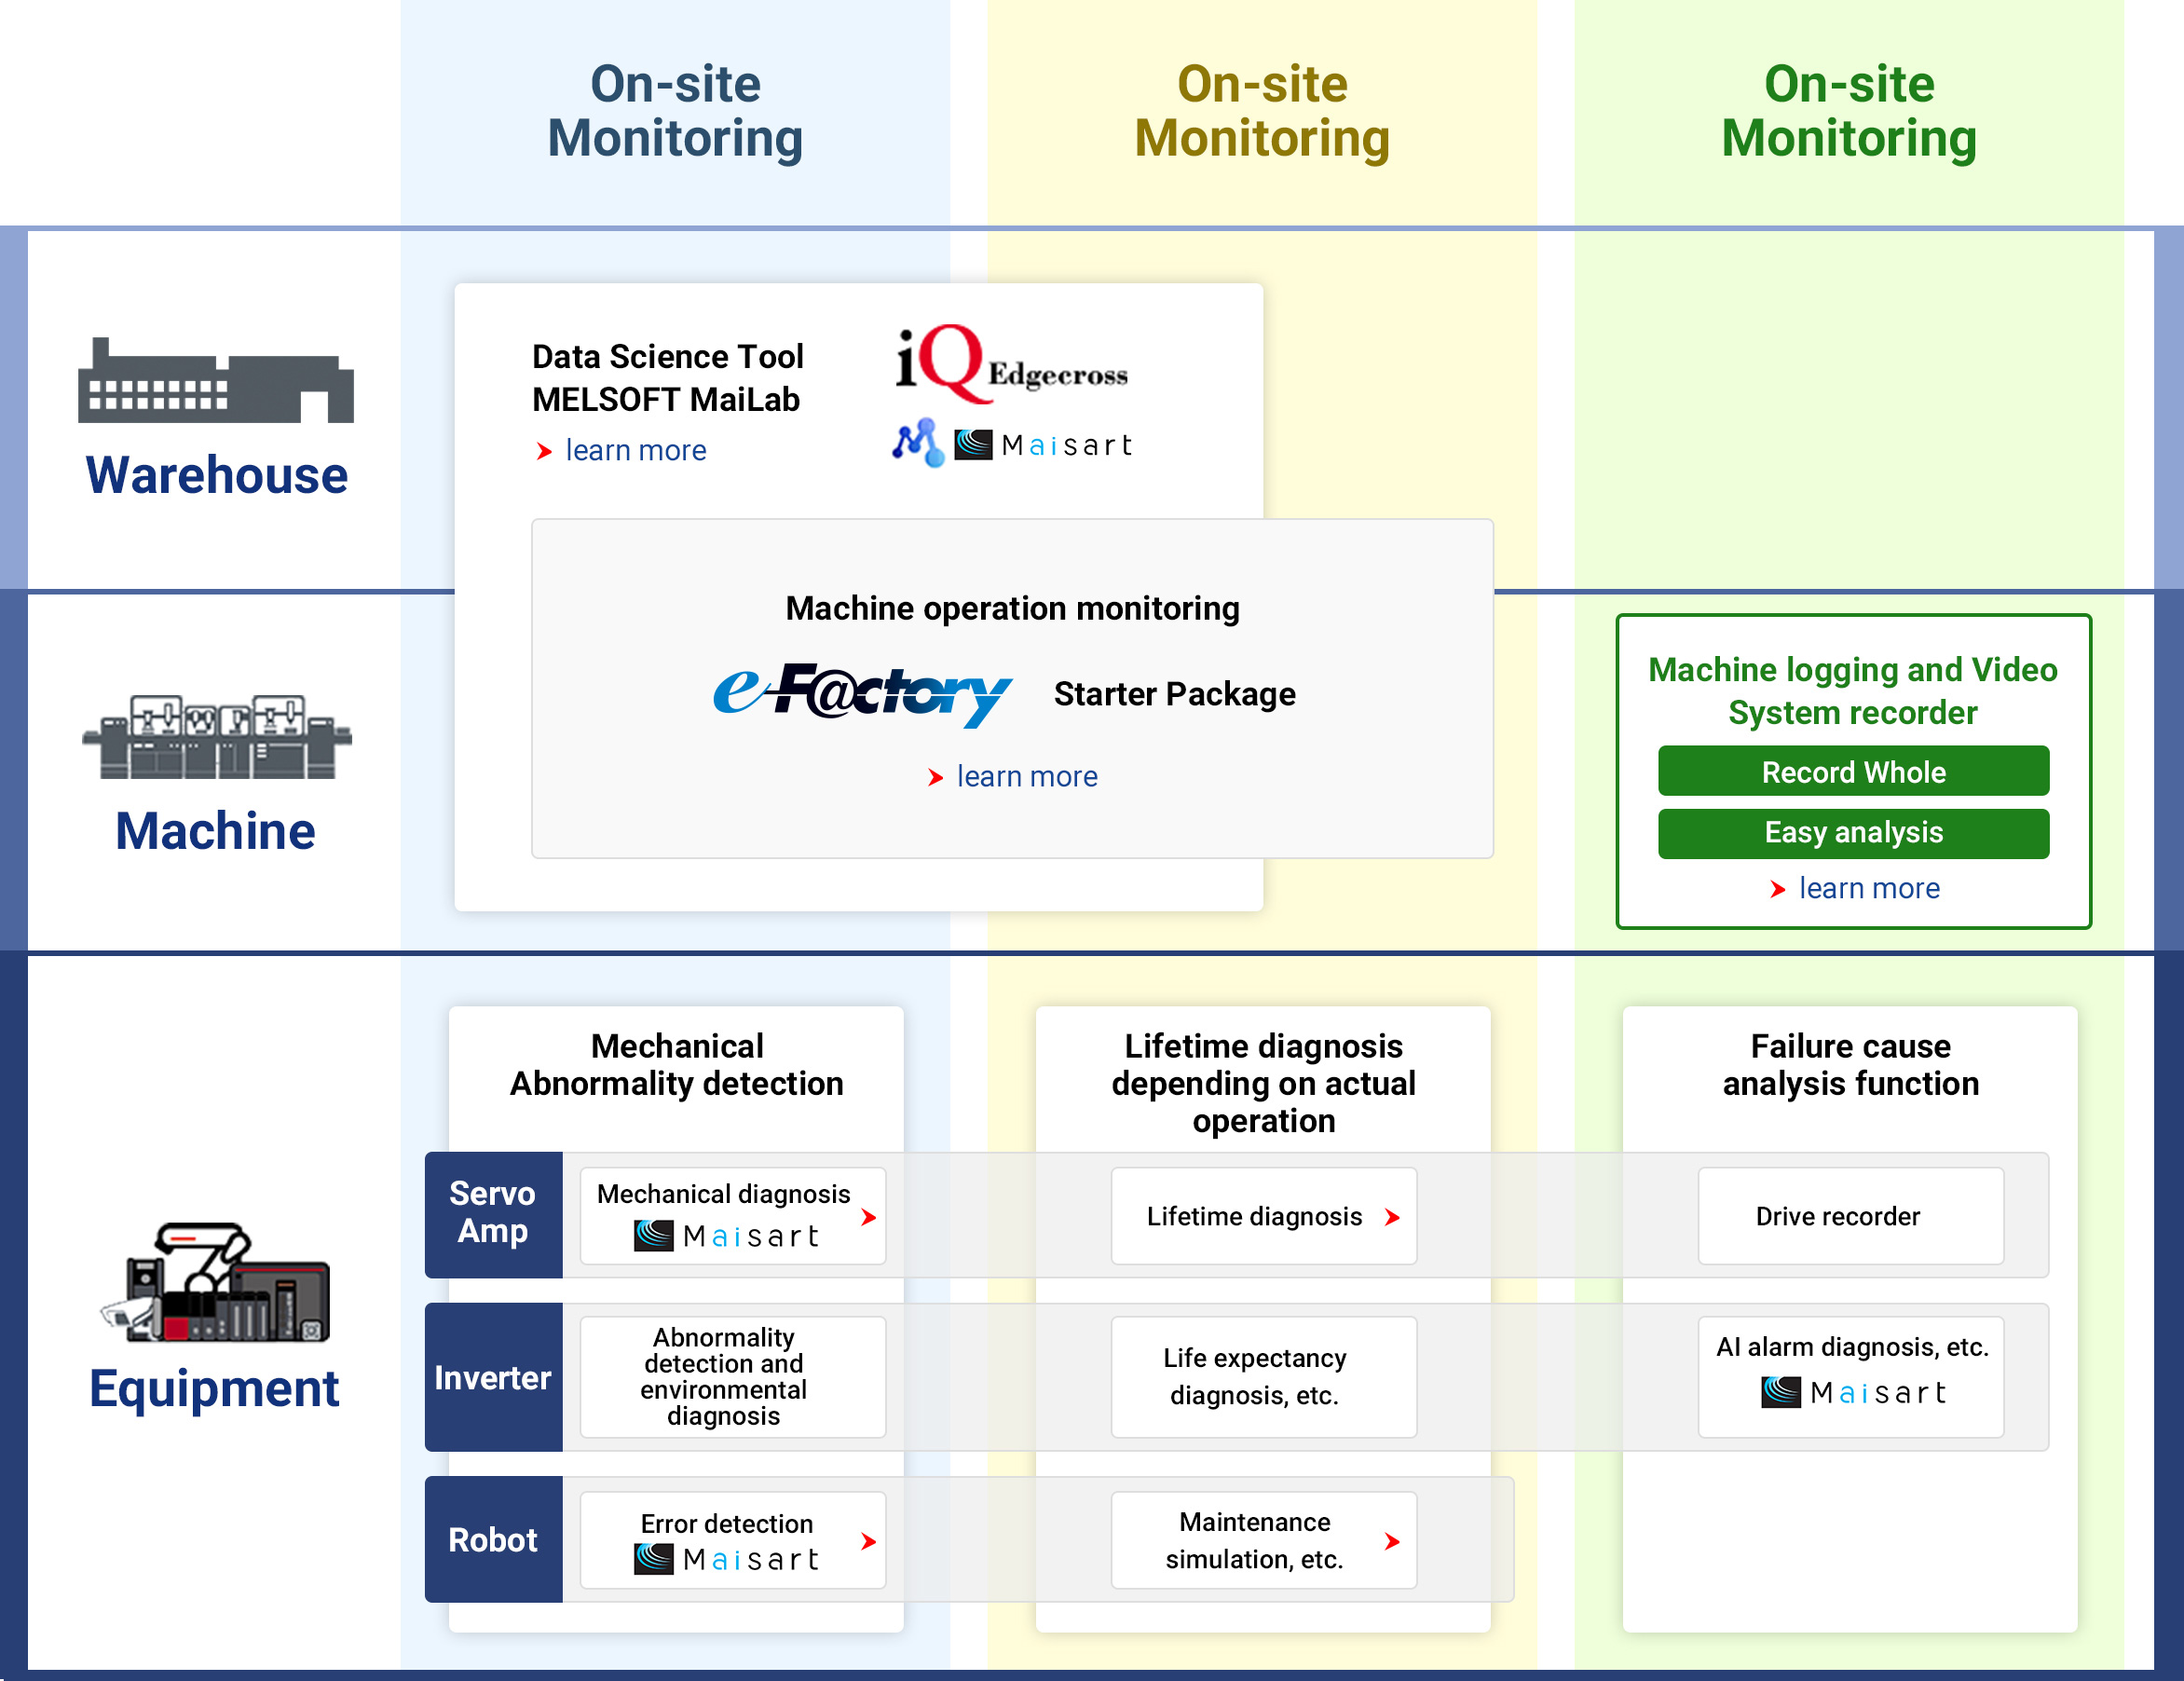 On-site
Monitoring
On-site
Monitoring
On-site
Monitoring
Warehouse
Data Science Tool
MELSOFT MaiLab
learn more
iQ Edgecross
Maisart
Machine operation monitoring
e-F@ctory Starter Package
learn more
Machine
Machine logging and Video
System recorder
Record Whole
Easy analysis
learn more
Equipment
Mechanical
Abnormality detection
Lifetime diagnosis
depending on actual
operation
Failure cause
analysis function
Servo
Amp
Mechanical diagnosis
Maisart
Lifetime diagnosis
Drive recorder
Inverter
Abnormality
detection and
environmental
diagnosis
Life expectancy
diagnosis, etc.
AI alarm diagnosis, etc.
Maisart
Robot
Error detection
Maisart
Maintenance
simulation, etc.